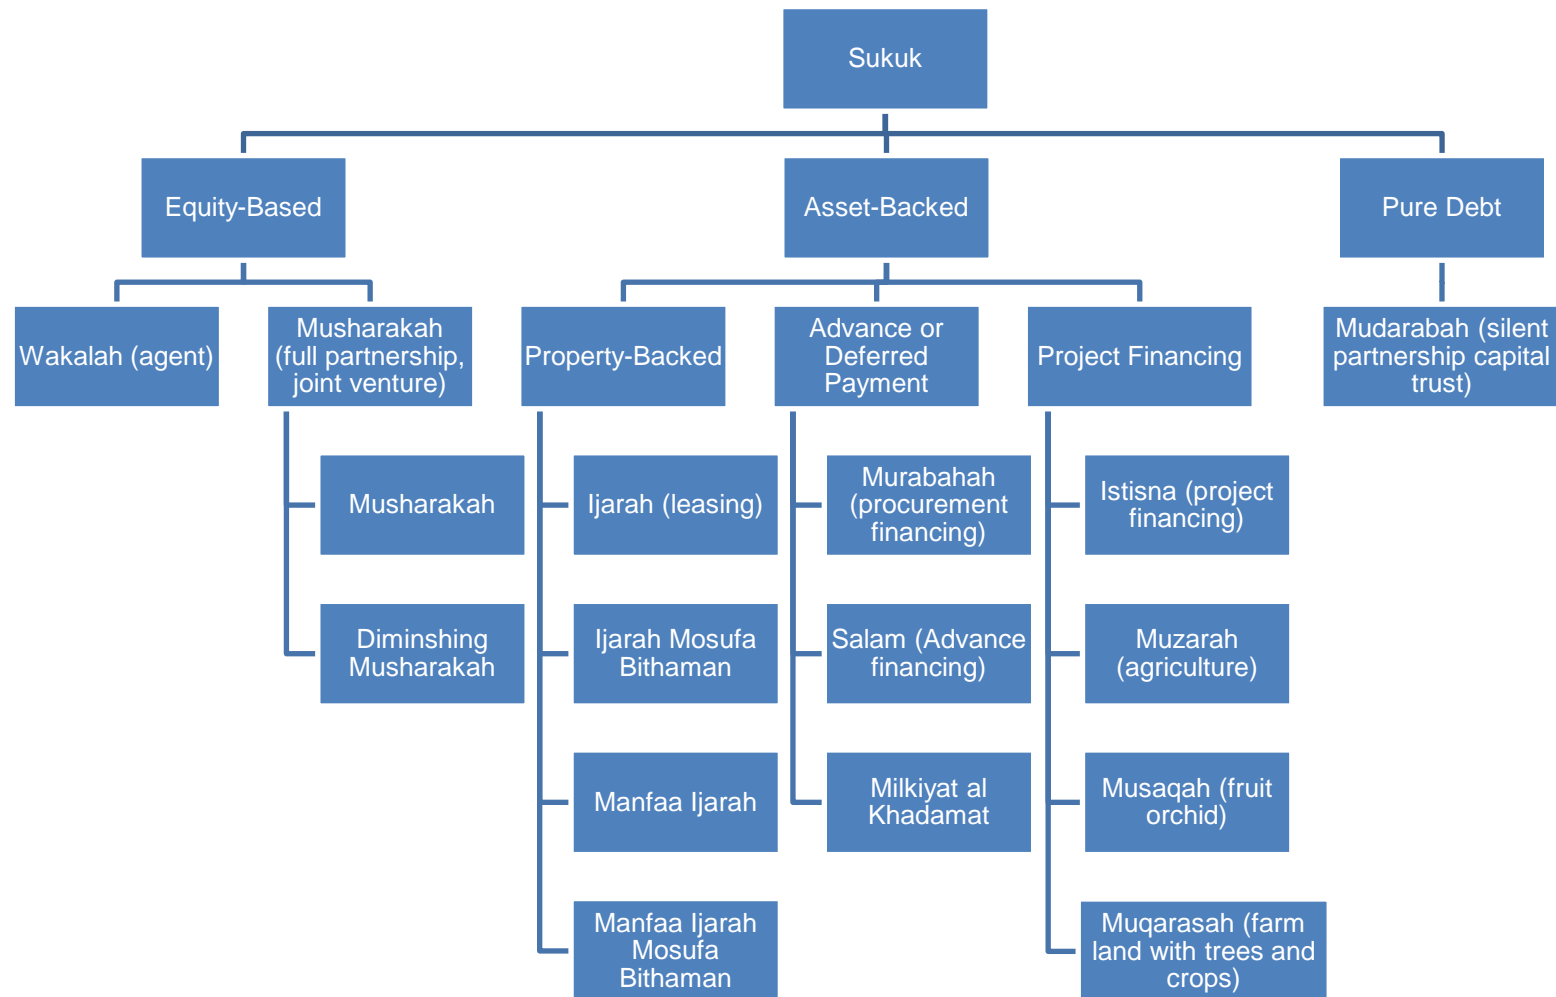 Sukuk
Equity-Based
Asset-Backed
Pure Debt
Wakalah (agent)
Musharakah
(full partnership,
joint venture)
Property-Backed
Advance or
Deferred
Payment
Project Financing
Mudarabah (silent
partnership capital
trust)
Musharakah
Diminshing
Musharakah
Ijarah (leasing)
Ijarah Mosufa
Bithaman
Manfaa Ijarah
Manfaa Ijarah
Mosufa
Bithaman
Murabahah
(procurement
financing)
Salam (Advance
financing)
Milkiyat al
Khadamat
Istisna (project
financing)
Muzarah
(agriculture)
Musaqah (fruit
orchid)
Muqarasah (farm
land with trees and
crops)